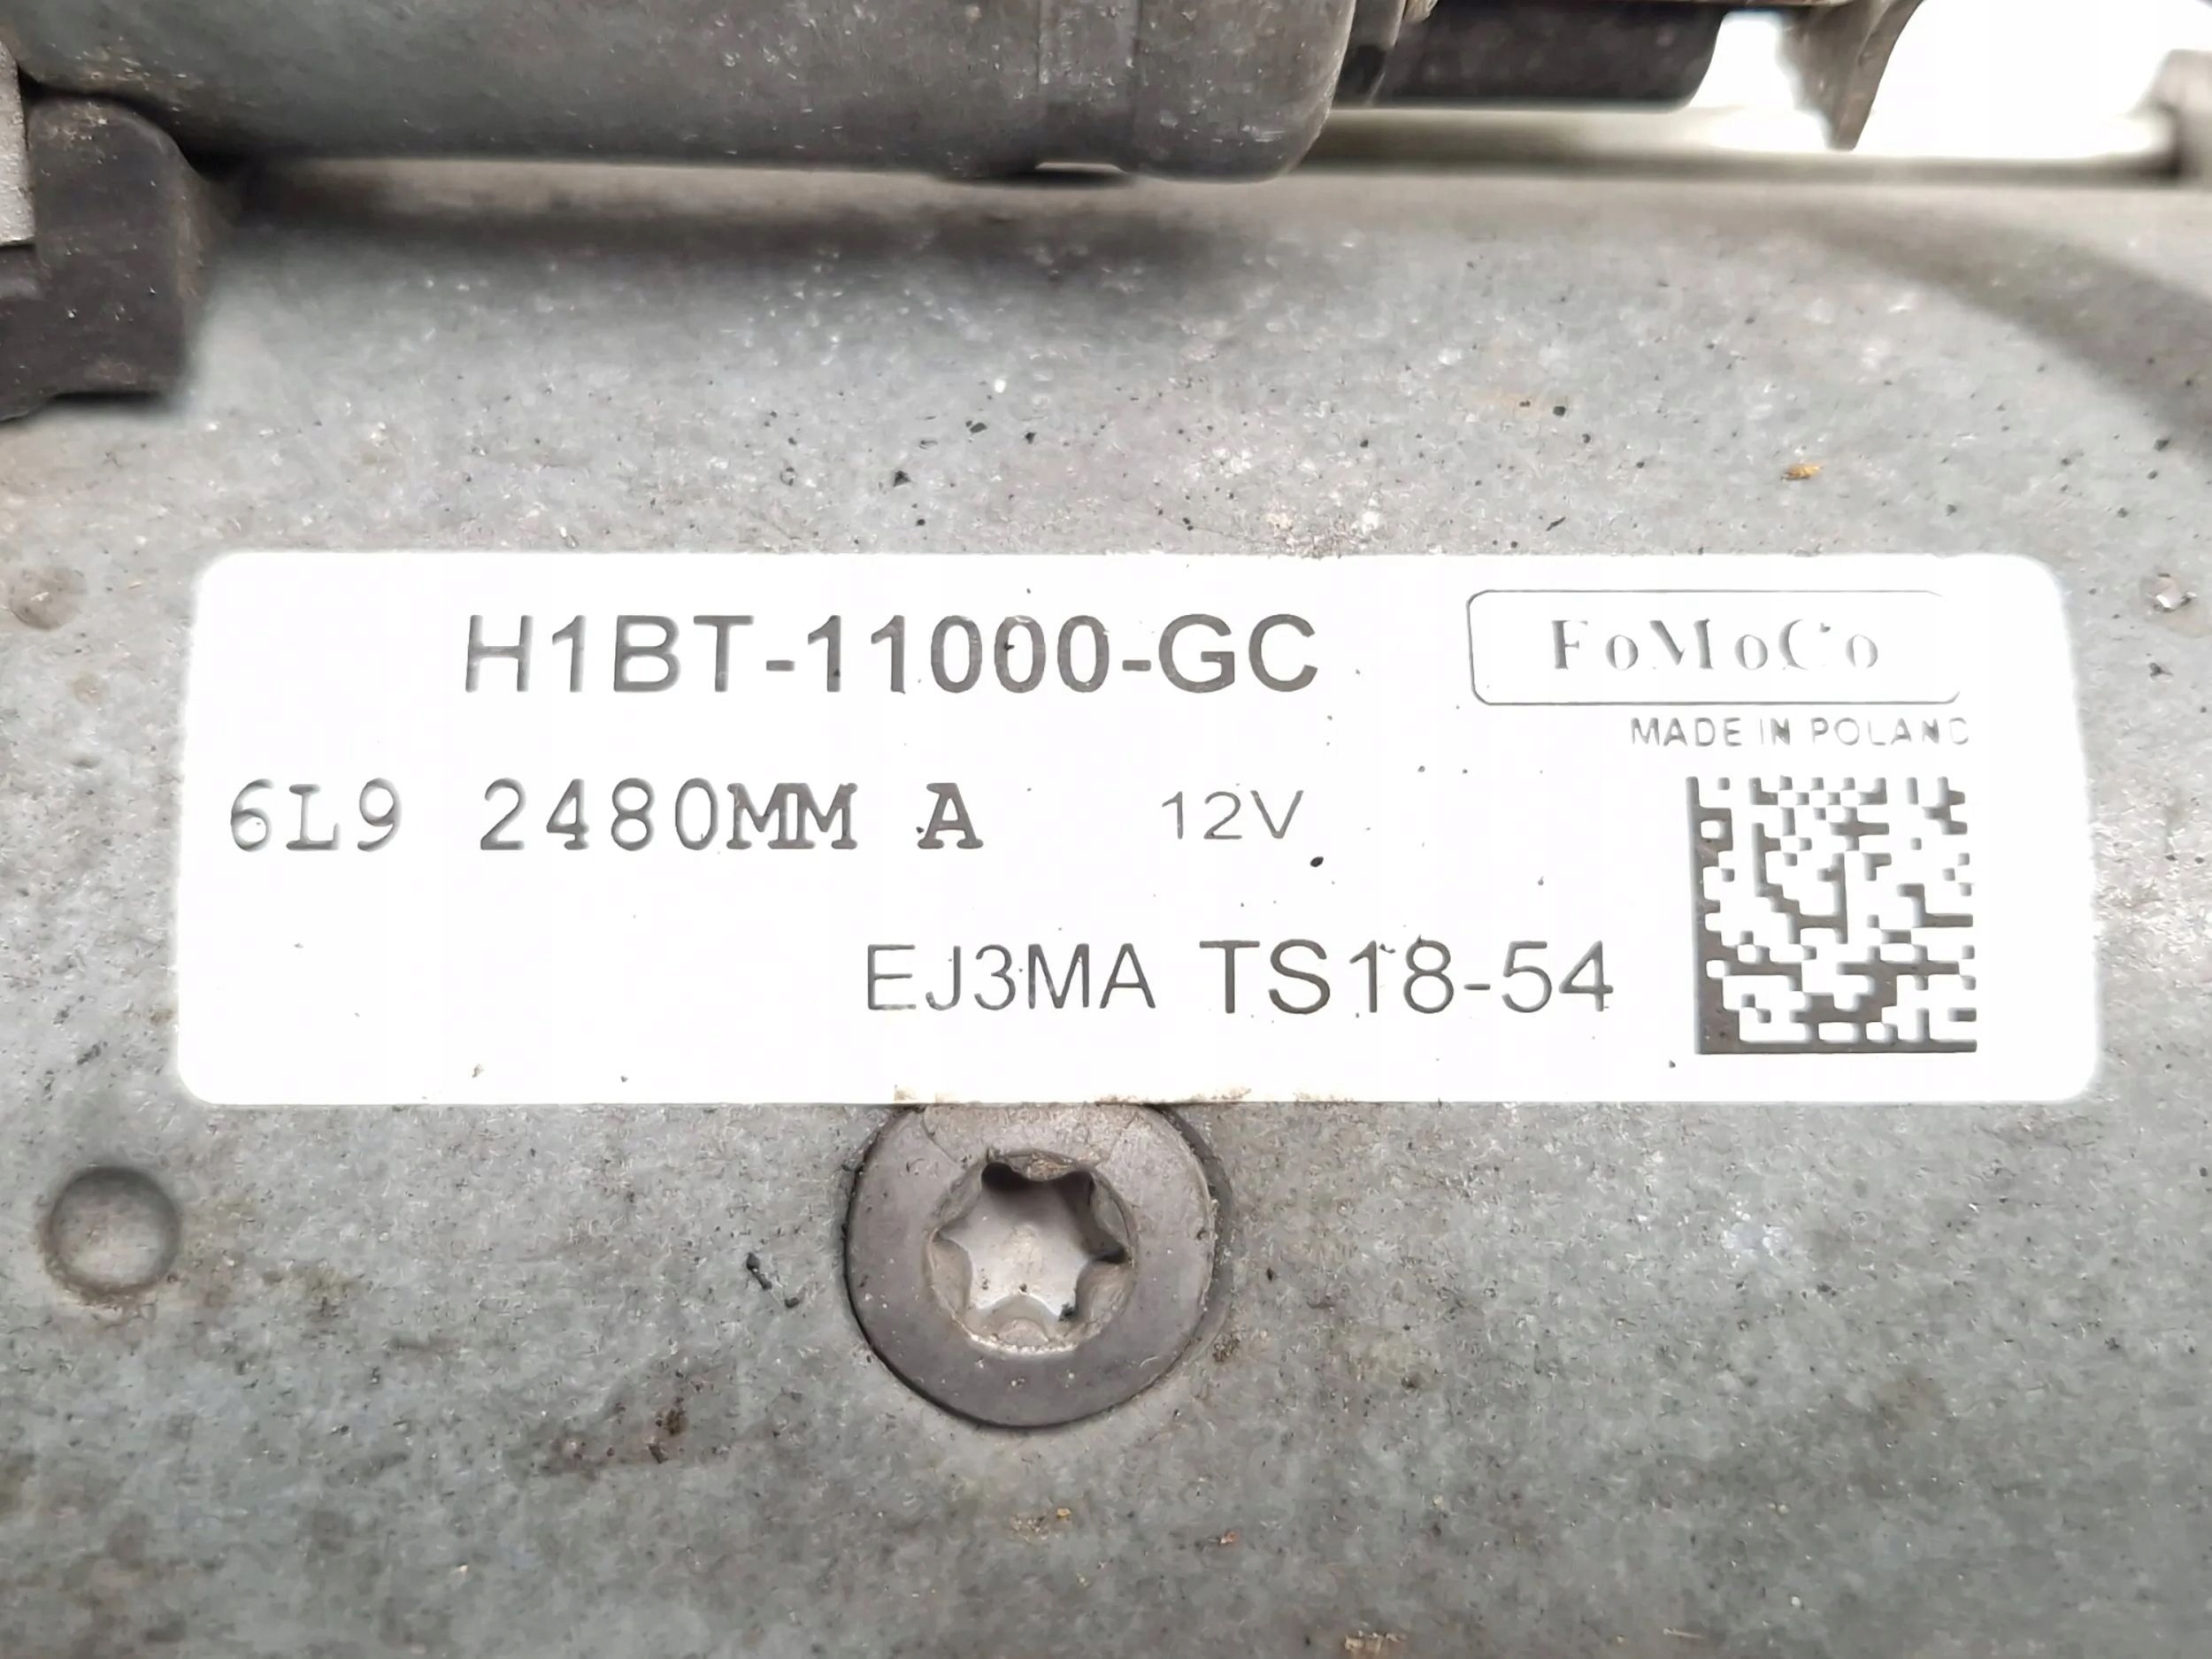 H1BT-11000-GC
FoMoCo
MADE IN POLAND
6L9 2480MM A 12V
EJ3MA TS18-54